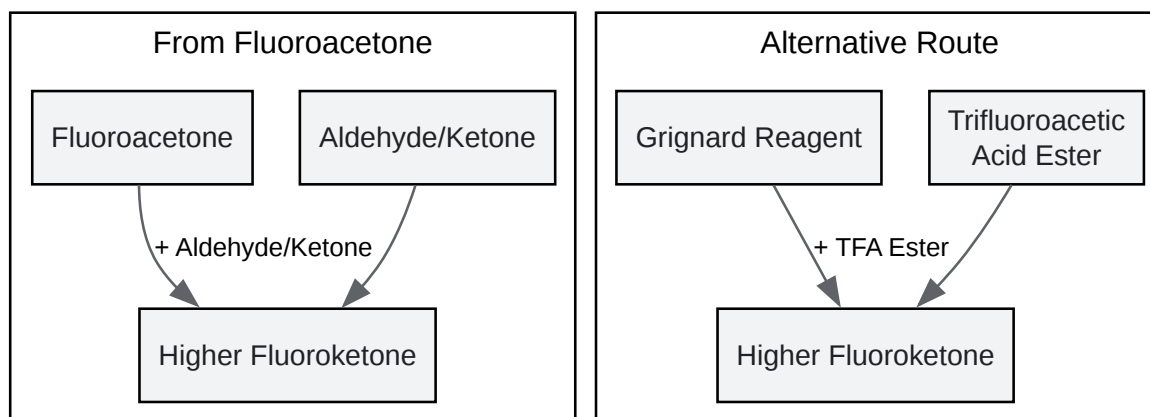 From Fluoroacetone
Fluoroacetone
Aldehyde/Ketone
+ Aldehyde/Ketone
Higher Fluoroketone
Alternative Route
Grignard Reagent
Trifluoroacetic
Acid Ester
+ TFA Ester
Higher Fluoroketone